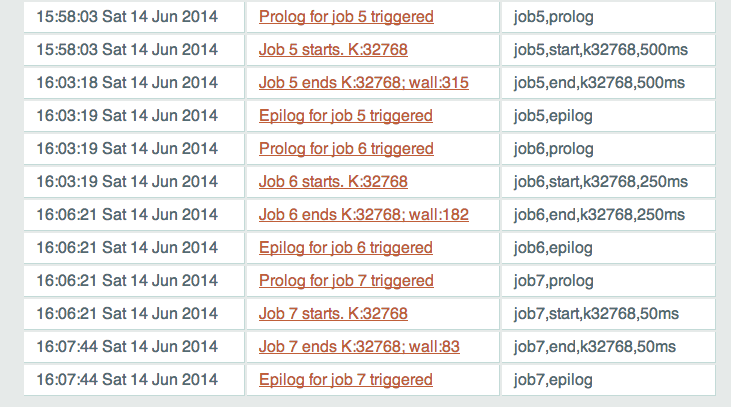 15:58:03 Sat 14 Jun 2014 Prolog for job 5 triggered job5,prolog
15:58:03 Sat 14 Jun 2014 Job 5 starts. K:32768 job5,start,k32768,500ms
16:03:18 Sat 14 Jun 2014 Job 5 ends K:32768; wall:315 job5,end,k32768,500ms
16:03:19 Sat 14 Jun 2014 Epilog for job 5 triggered job5,epilog
16:03:19 Sat 14 Jun 2014 Prolog for job 6 triggered job6,prolog
16:03:19 Sat 14 Jun 2014 Job 6 starts. K:32768 job6,start,k32768,250ms
16:06:21 Sat 14 Jun 2014 Job 6 ends K:32768; wall:182 job6,end,k32768,250ms
16:06:21 Sat 14 Jun 2014 Epilog for job 6 triggered job6,epilog
16:06:21 Sat 14 Jun 2014 Prolog for job 7 triggered job7,prolog
16:06:21 Sat 14 Jun 2014 Job 7 starts. K:32768 job7,start,k32768,50ms
16:07:44 Sat 14 Jun 2014 Job 7 ends K:32768; wall:83 job7,end,k32768,50ms
16:07:44 Sat 14 Jun 2014 Epilog for job 7 triggered job7,epilog